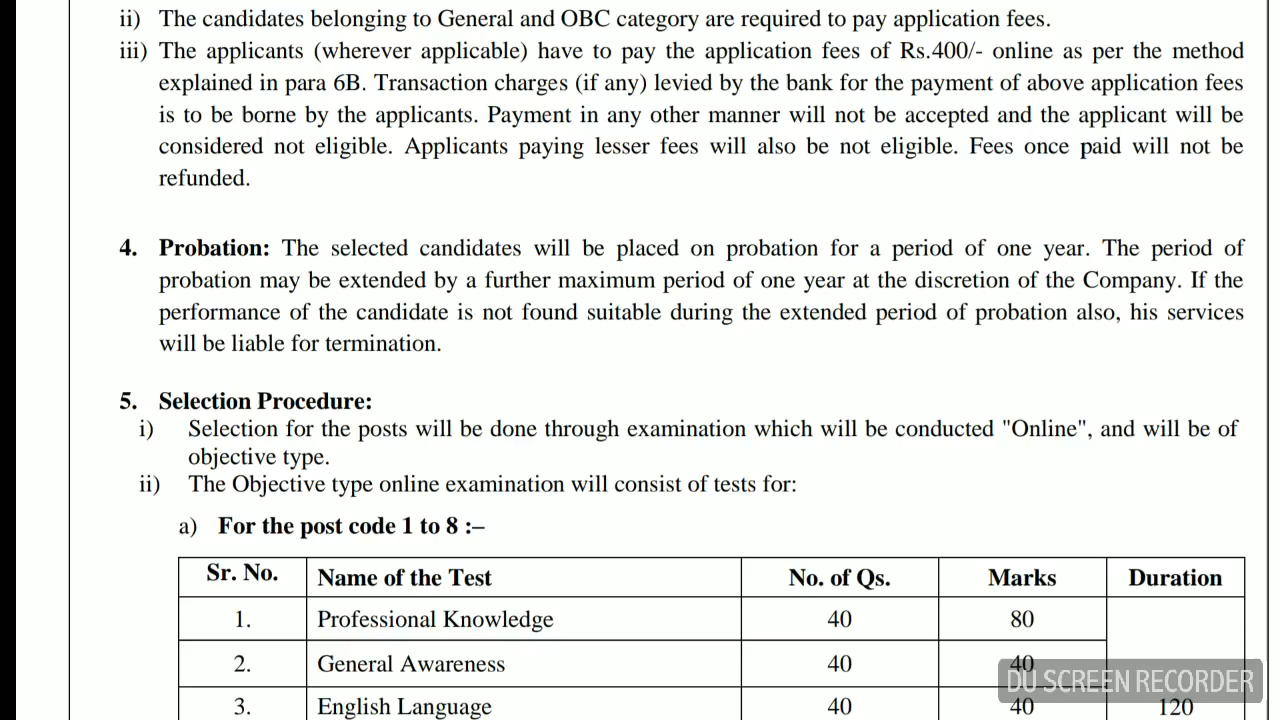 ii) The candidates belonging to General and OBC category are required to pay application fees.
iii) The applicants (wherever applicable) have to pay the application fees of Rs.400/- online as per the method
explained in para 6B. Transaction charges (if any) levied by the bank for the payment of above application fees
is to be borne by the applicants. Payment in any other manner will not be accepted and the applicant will be
considered not eligible. Applicants paying lesser fees will also be not eligible. Fees once paid will not be
refunded.
4. Probation: The selected candidates will be placed on probation for a period of one year. The period of
probation may be extended by a further maximum period of one year at the discretion of the Company. If the
performance of the candidate is not found suitable during the extended period of probation also, his services
will be liable for termination.
5. Selection Procedure:
i) Selection for the posts will be done through examination which will be conducted "Online", and will be of
objective type.
ii) The Objective type online examination will consist of tests for:
a) For the post code 1 to 8 :–
Sr. No. Name of the Test No. of Qs. Marks Duration
1. Professional Knowledge 40 80
2. General Awareness 40 40
DU SCREEN RECORDER
3. English Language 40 40 120